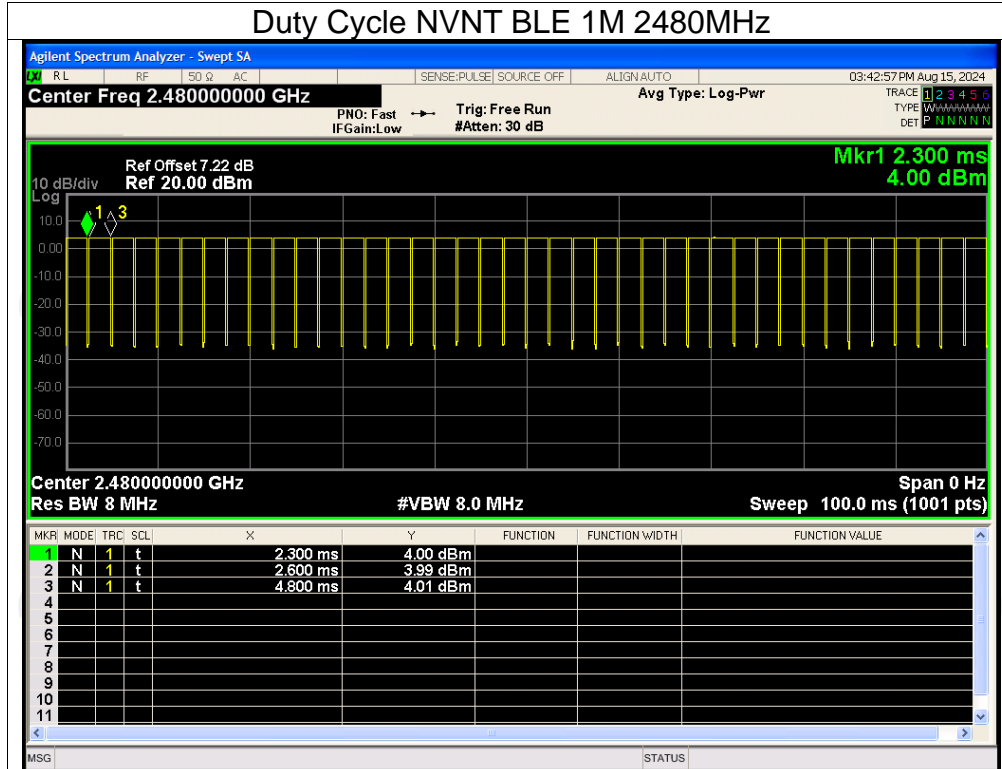 Duty Cycle NVNT BLE 1M 2480MHz
Agilent Spectrum Analyzer - Swept SA
LXI RL RF 50 Ω AC SENSE:PULSE SOURCE OFF ALIGN AUTO 03:42:57 PM Aug 15, 2024
Center Freq 2.480000000 GHz Avg Type: Log-Pwr TRACE 1 2 3 4 5 6
PNO: Fast Trig: Free Run TYPE WWWWWW
IFGain:Low #Atten: 30 dB DET P N N N N N
Mkr1 2.300 ms
Ref Offset 7.22 dB
10 dB/div Ref 20.00 dBm 4.00 dBm
Log
1 3
10.0
0.00
-10.0
-20.0
-30.0
-40.0
-50.0
-60.0
-70.0
Center 2.480000000 GHz Span 0 Hz
Res BW 8 MHz #VBW 8.0 MHz Sweep 100.0 ms (1001 pts)
MKR MODE TRC SCL X Y FUNCTION FUNCTION WIDTH FUNCTION VALUE
1 N 1 t 2.300 ms 4.00 dBm
2 N 1 t 2.600 ms 3.99 dBm
3 N 1 t 4.800 ms 4.01 dBm
4
5
6
7
8
9
10
11
MSG STATUS